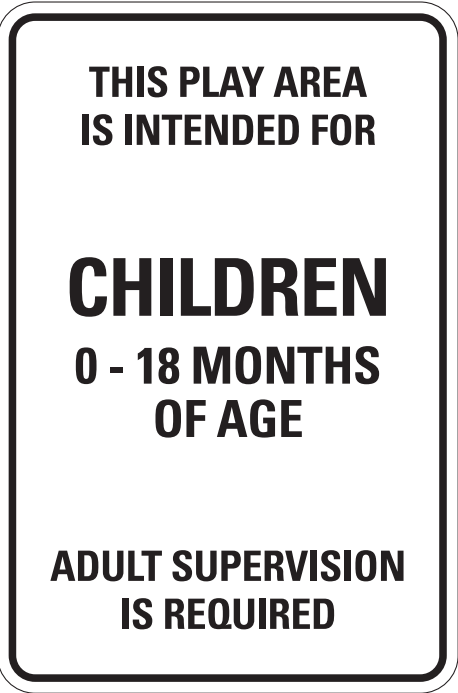 THIS PLAY AREA
IS INTENDED FOR
CHILDREN
0 - 18 MONTHS
OF AGE
ADULT SUPERVISION
IS REQUIRED